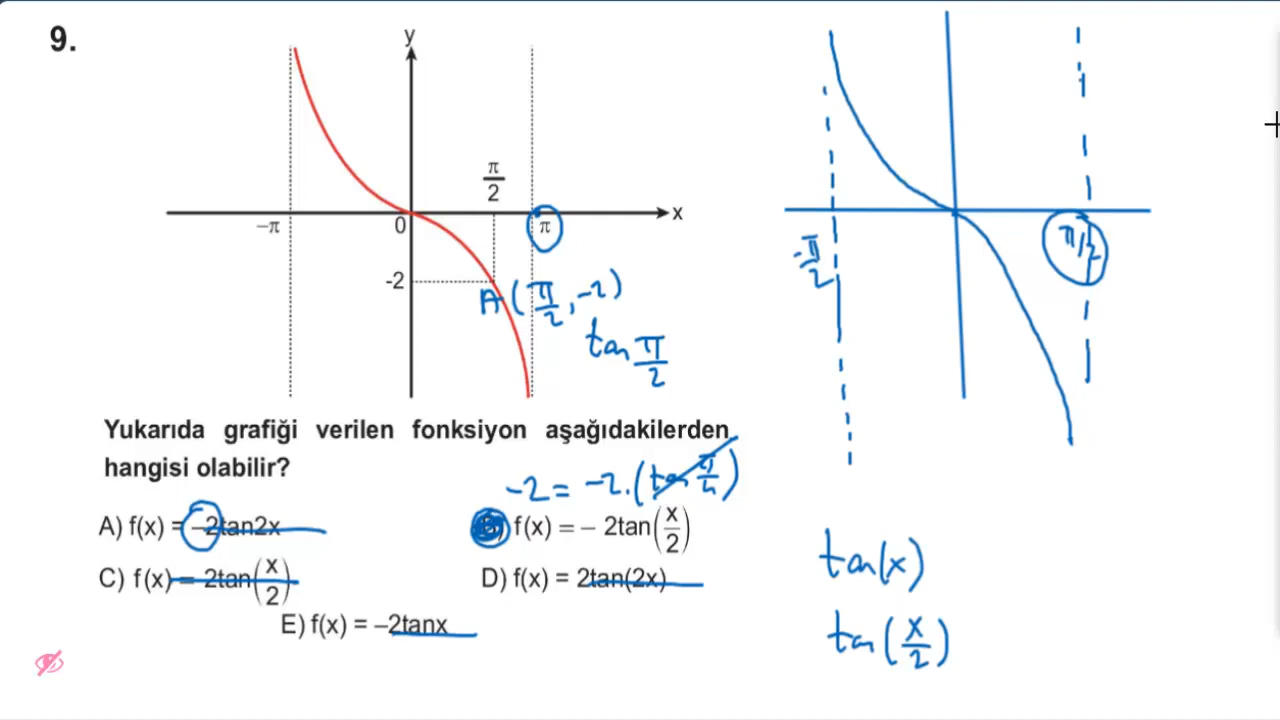 9.
y
π/2
x
−π
0
π
-2
A(π/2, -2)
tan π/2
-π/2
π/2
Yukarıda grafiği verilen fonksiyon aşağıdakilerden
hangisi olabilir?
-2 = -2.(tan π/4)
A) f(x) = −2tan2x
B) f(x) = − 2tan(x/2)
C) f(x) = 2tan(x/2)
D) f(x) = 2tan(2x)
E) f(x) = −2tanx
tan(x)
tan(x/2)